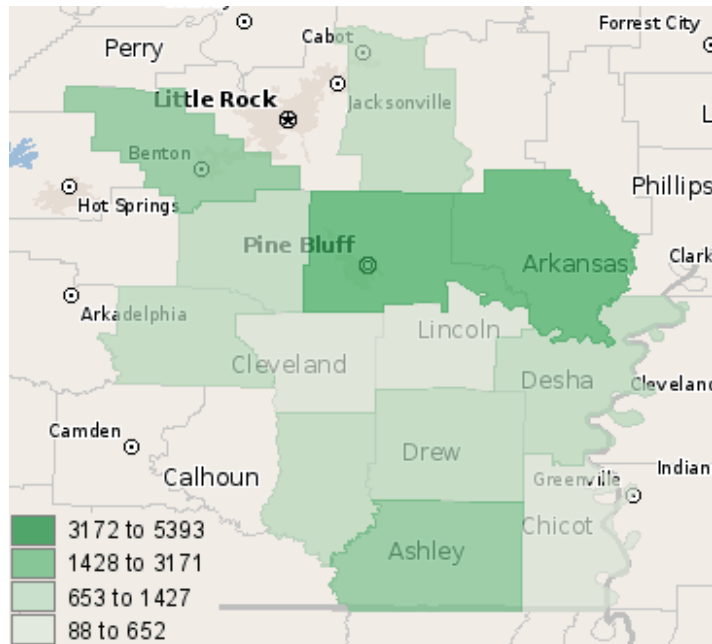 Forrest City
Cabot
Perry
Little Rock
Jacksonville
L
Benton
Phillips
Hot Springs
Pine Bluff
Clark
Arkansas
Arkadelphia
Lincoln
Cleveland
Desha
Cleveland
Camden
Drew
Calhoun
Greenville
Indian
Chicot
3172 to 5393
Ashley
1428 to 3171
653 to 1427
88 to 652